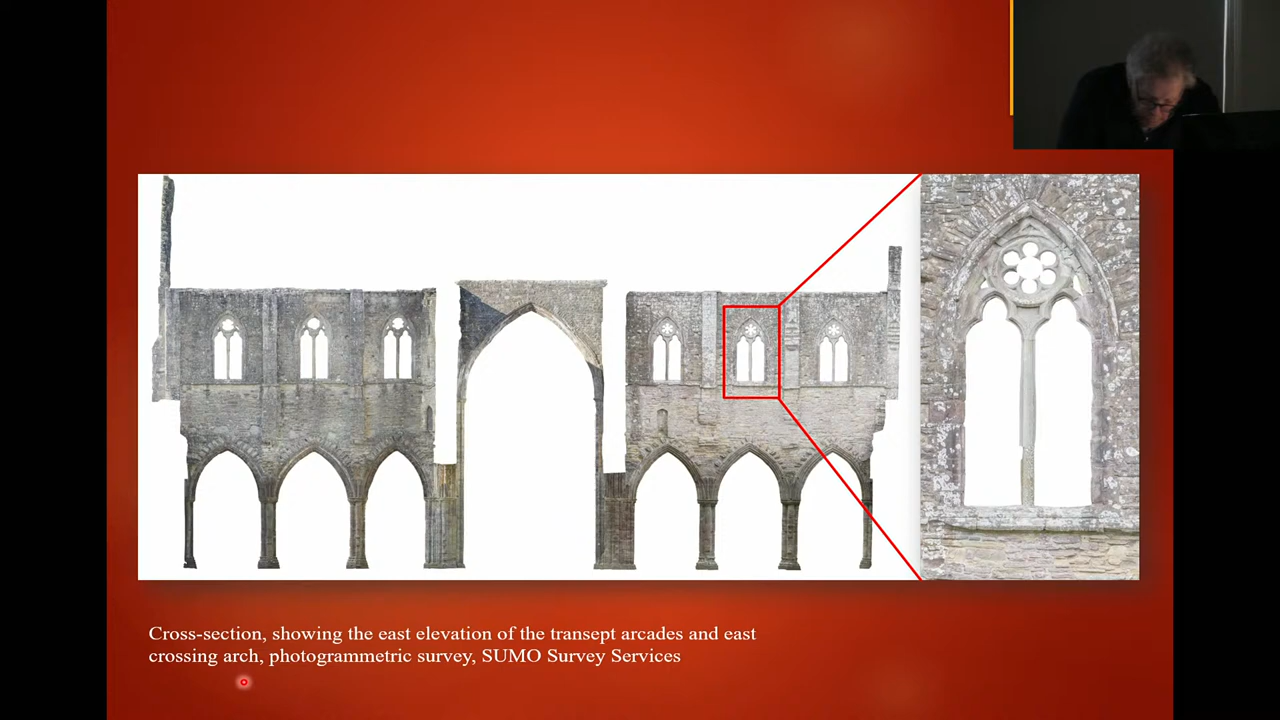 Cross-section, showing the east elevation of the transept arcades and east
crossing arch, photogrammetric survey, SUMO Survey Services